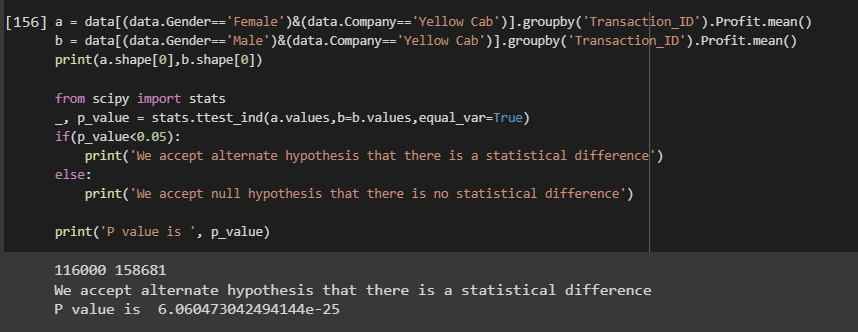 [156] a = data[(data.Gender=='Female')&(data.Company=='Yellow Cab')].groupby('Transaction_ID').Profit.mean()
b = data[(data.Gender=='Male')&(data.Company=='Yellow Cab')].groupby('Transaction_ID').Profit.mean()
print(a.shape[0],b.shape[0])
from scipy import stats
_, p_value = stats.ttest_ind(a.values,b=b.values,equal_var=True)
if(p_value<0.05):
    print('We accept alternate hypothesis that there is a statistical difference')
else:
    print('We accept null hypothesis that there is no statistical difference')
print('P value is ', p_value)
116000 158681
We accept alternate hypothesis that there is a statistical difference
P value is  6.060473042494144e-25